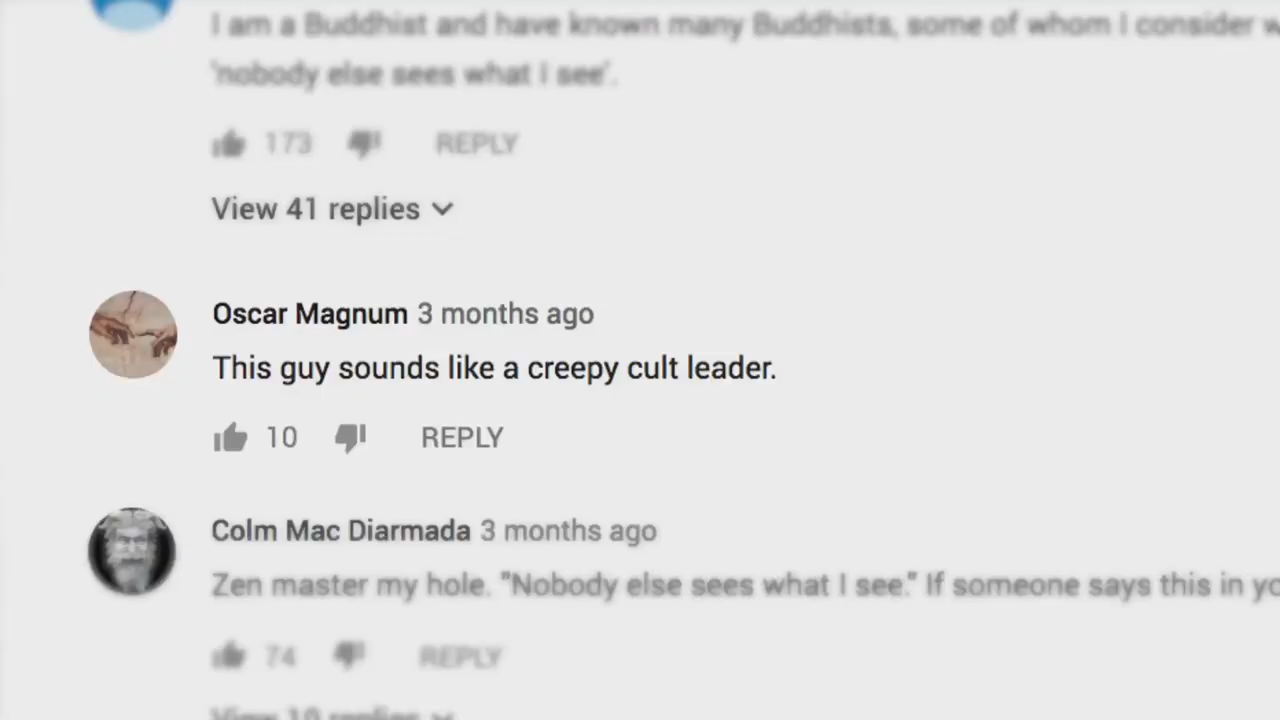 I am a Buddhist and have known many Buddhists, some of whom I consider
'nobody else sees what I see'.
173 REPLY
View 41 replies
Oscar Magnum 3 months ago
This guy sounds like a creepy cult leader.
10 REPLY
Colm Mac Diarmada 3 months ago
Zen master my hole. "Nobody else sees what I see." If someone says this in
74 REPLY
View 19 replies